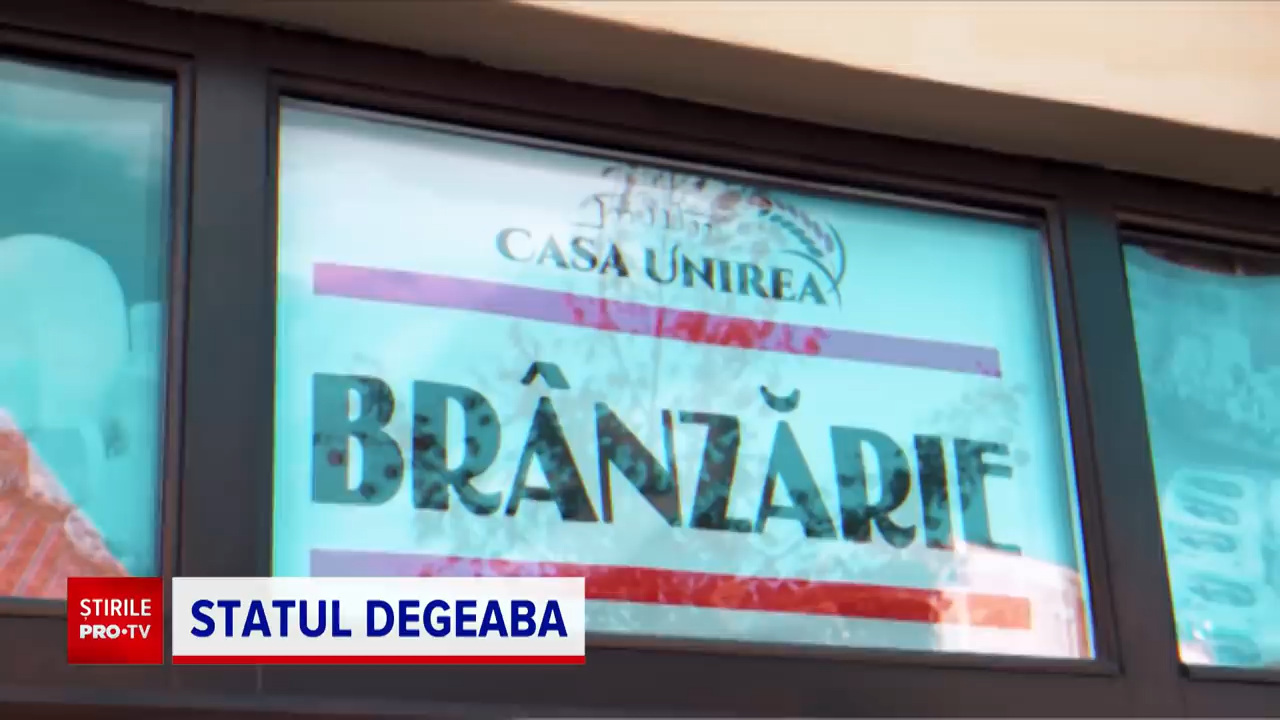 CASA UNIREA
BRÂNZĂRIE
ȘTIRILE
PRO•TV
STATUL DEGEABA